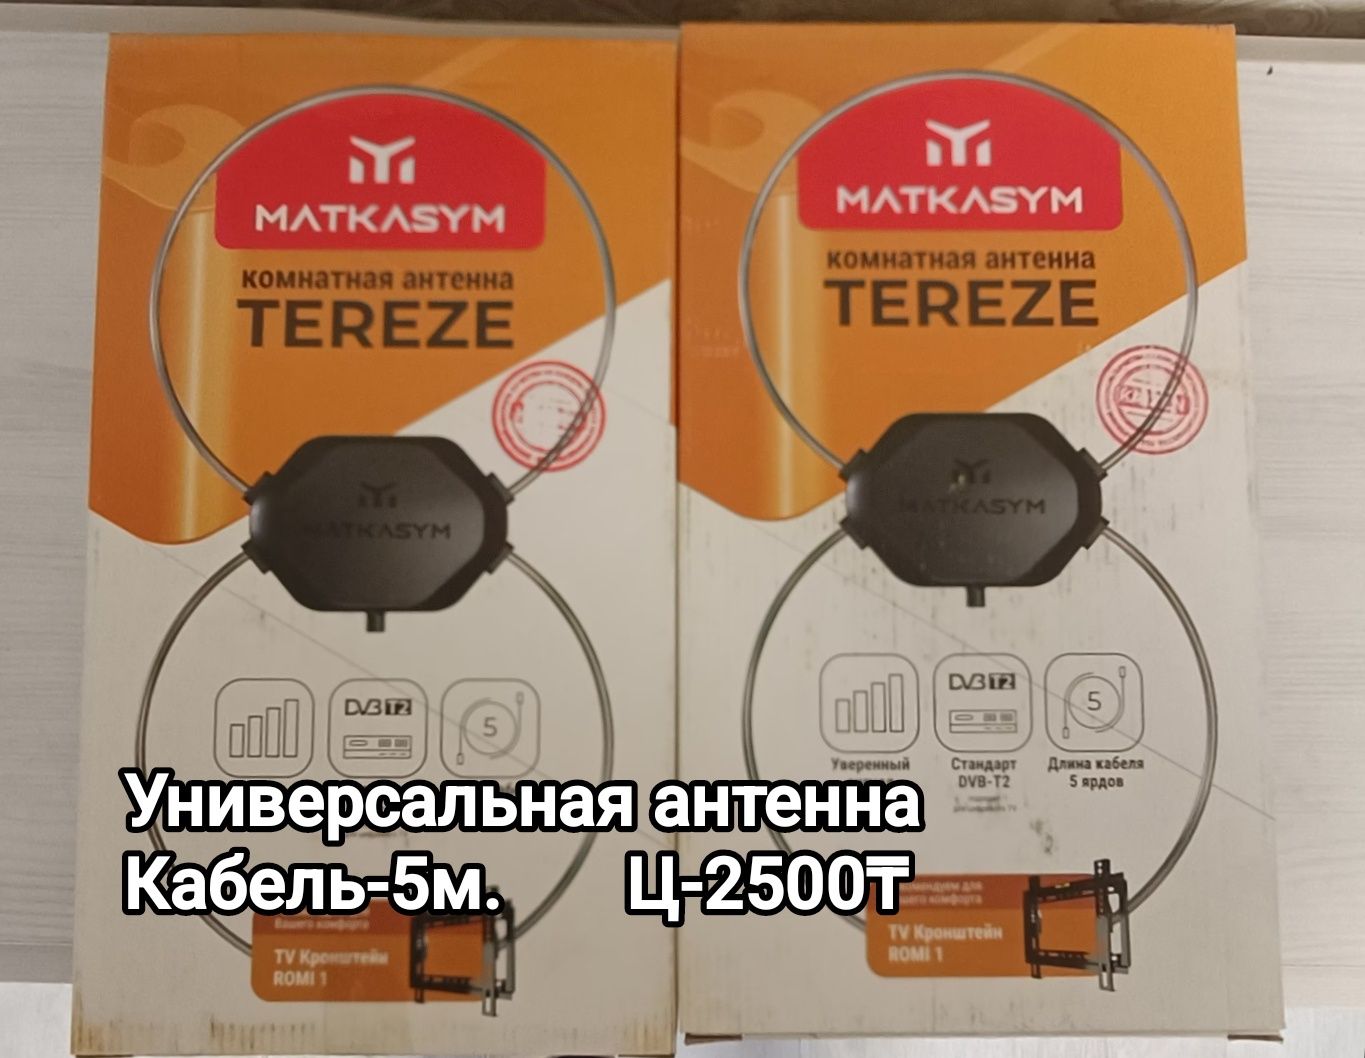 MATKASYM
комнатная антенна
TEREZE
MATKASYM
DVB T2
5
TV Кронштейн
ROMI 1
MATKASYM
комнатная антенна
TEREZE
MATKASYM
DVB T2
5
Уверенный
Стандарт
DVB-T2
Длина кабеля
5 ярдов
TV Кронштейн
ROMI 1
Универсальная антенна
Кабель-5м. Ц-2500₸